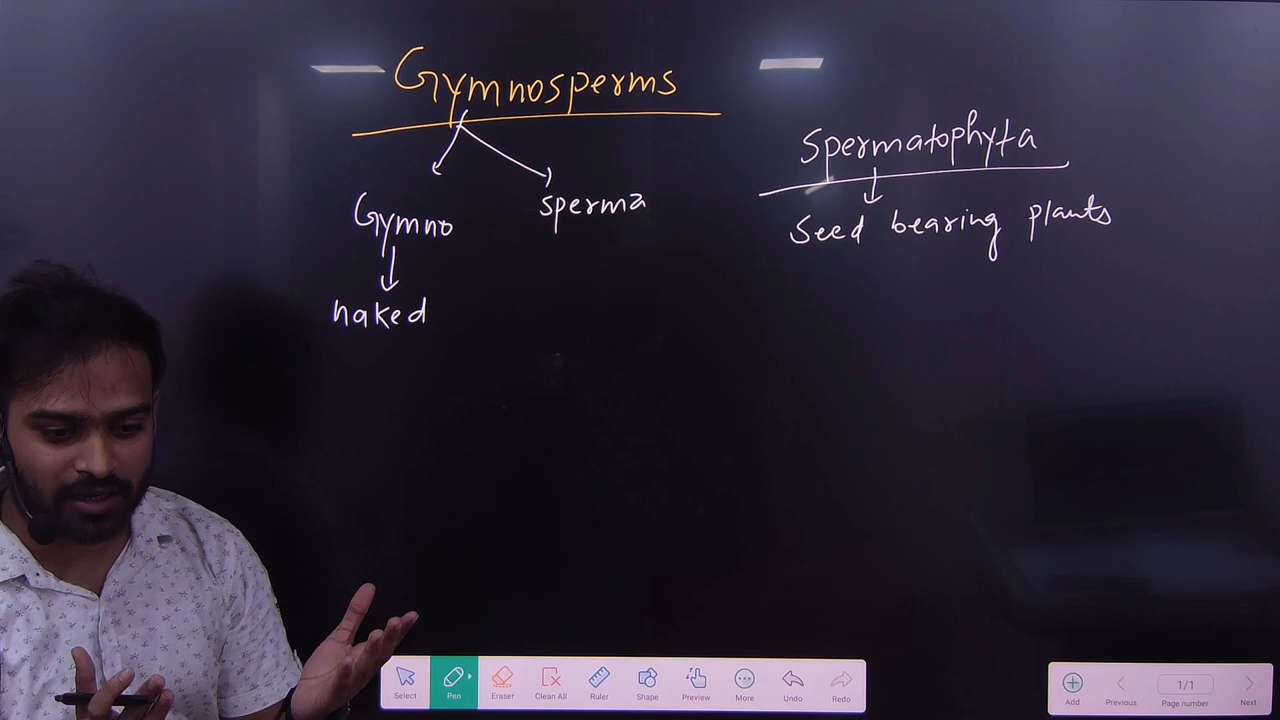 Gymnosperms
Spermatophyta
Gymno
sperma
Seed bearing plants
naked
Select
Pen
Eraser
Clean All
Ruler
Shape
Preview
More
Undo
Redo
Add
Previous
1/1
Page number
Next